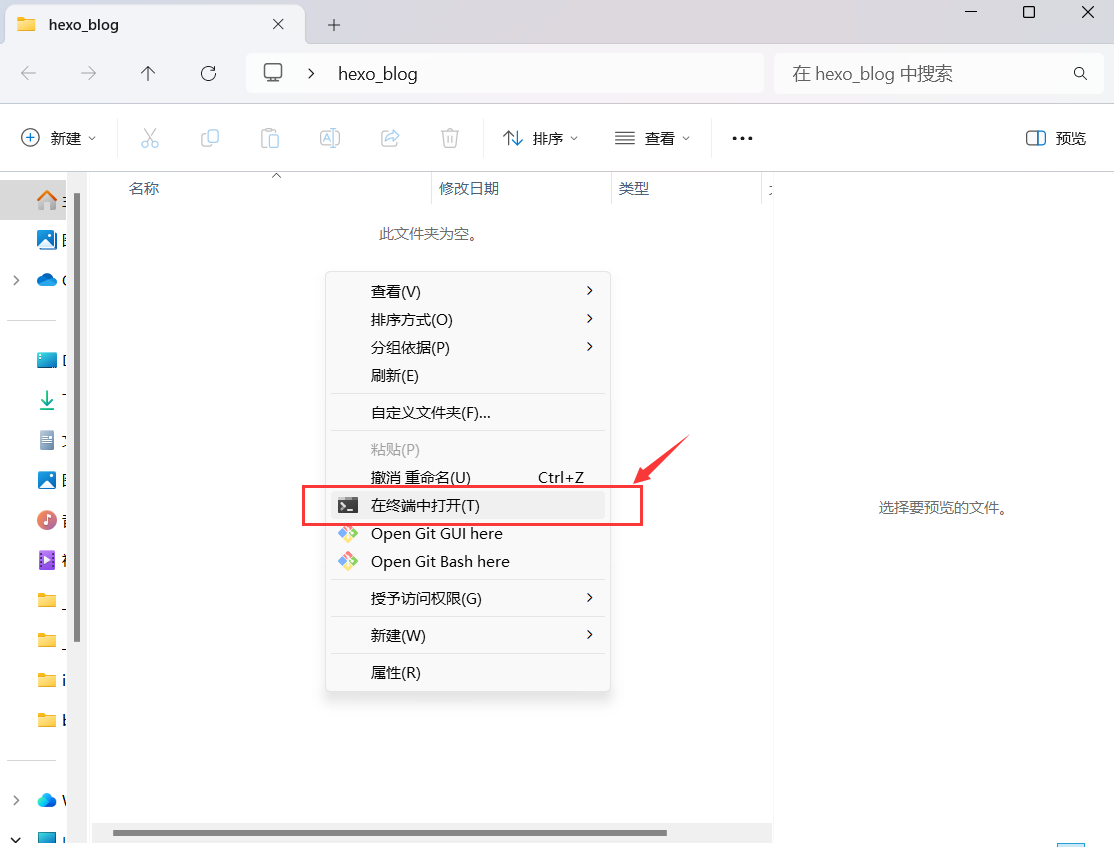 hexo_blog
hexo_blog
在 hexo_blog 中搜索
新建
排序
查看
预览
名称
修改日期
类型
此文件夹为空。
查看(V)
排序方式(O)
分组依据(P)
刷新(E)
自定义文件夹(F)...
粘贴(P)
撤消 重命名(U) Ctrl+Z
在终端中打开(T)
Open Git GUI here
Open Git Bash here
授予访问权限(G)
新建(W)
属性(R)
选择要预览的文件。